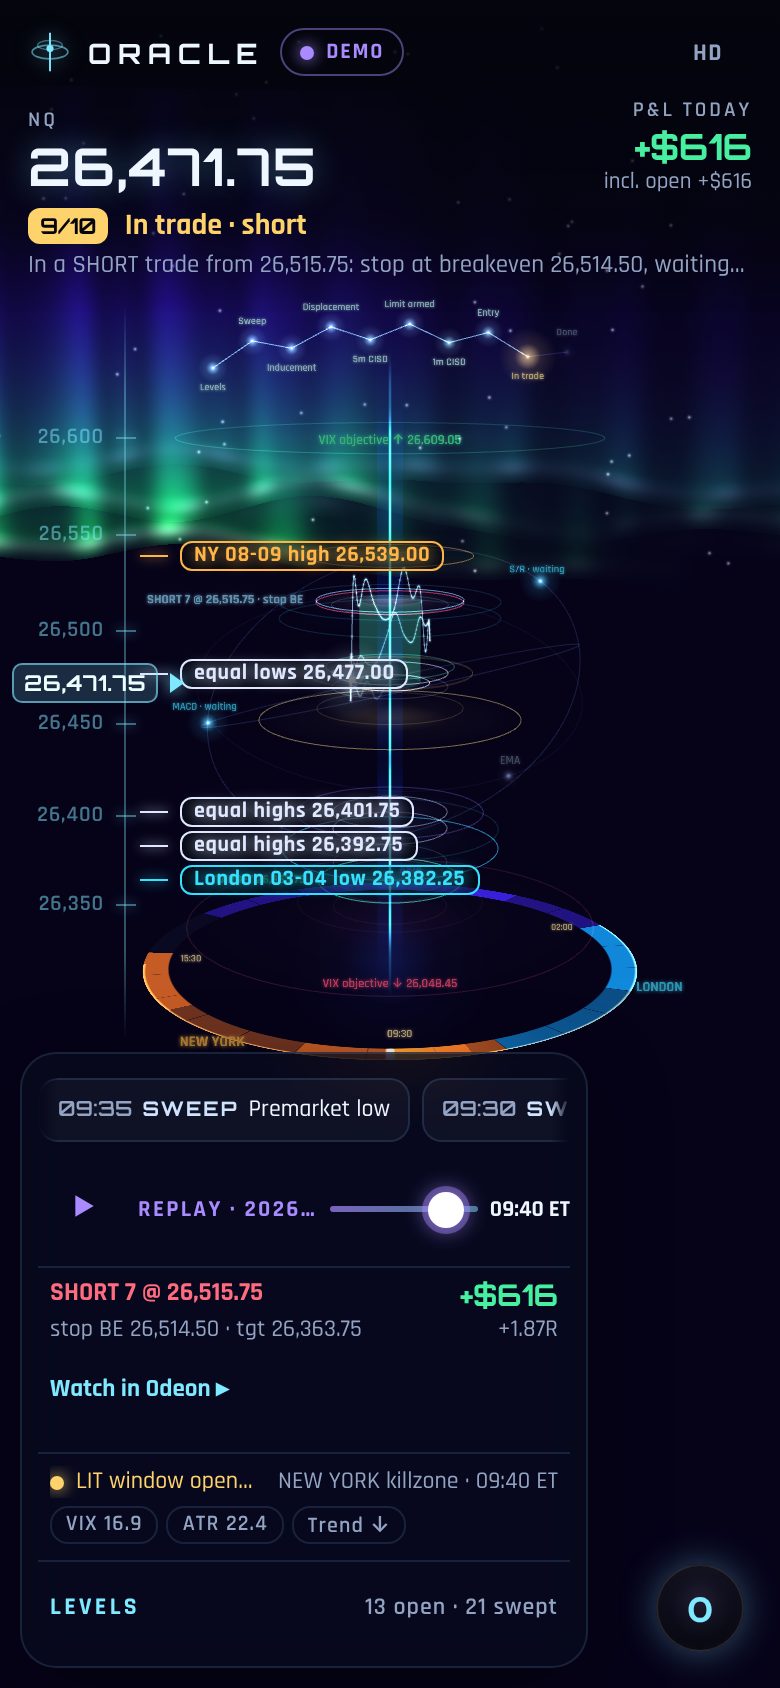 ORACLE
DEMO
HD
NQ
P&L TODAY
26,471.75
+$616
incl. open +$616
9/10 In trade · short
In a SHORT trade from 26,515.75: stop at breakeven 26,514.50, waiting...
Displacement
Limit armed
Sweep
Entry
Done
5m CISD
1m CISD
Inducement
In trade
Levels
26,600
VIX objective ↑ 26,609.05
26,550
NY 08-09 high 26,539.00
S/R · waiting
SHORT 7 @ 26,515.75 · stop BE
26,500
equal lows 26,477.00
26,471.75
MACD · waiting
26,450
EMA
26,400
equal highs 26,401.75
equal highs 26,392.75
London 03-04 low 26,382.25
26,350
02:00
15:30
VIX objective ↓ 26,048.45
LONDON
09:30
NEW YORK
09:35 SWEEP Premarket low
09:30 SW
REPLAY · 2026...
09:40 ET
SHORT 7 @ 26,515.75
+$616
stop BE 26,514.50 · tgt 26,363.75
+1.87R
Watch in Odeon ▸
LIT window open...
NEW YORK killzone · 09:40 ET
VIX 16.9
ATR 22.4
Trend ↓
LEVELS
13 open · 21 swept
O